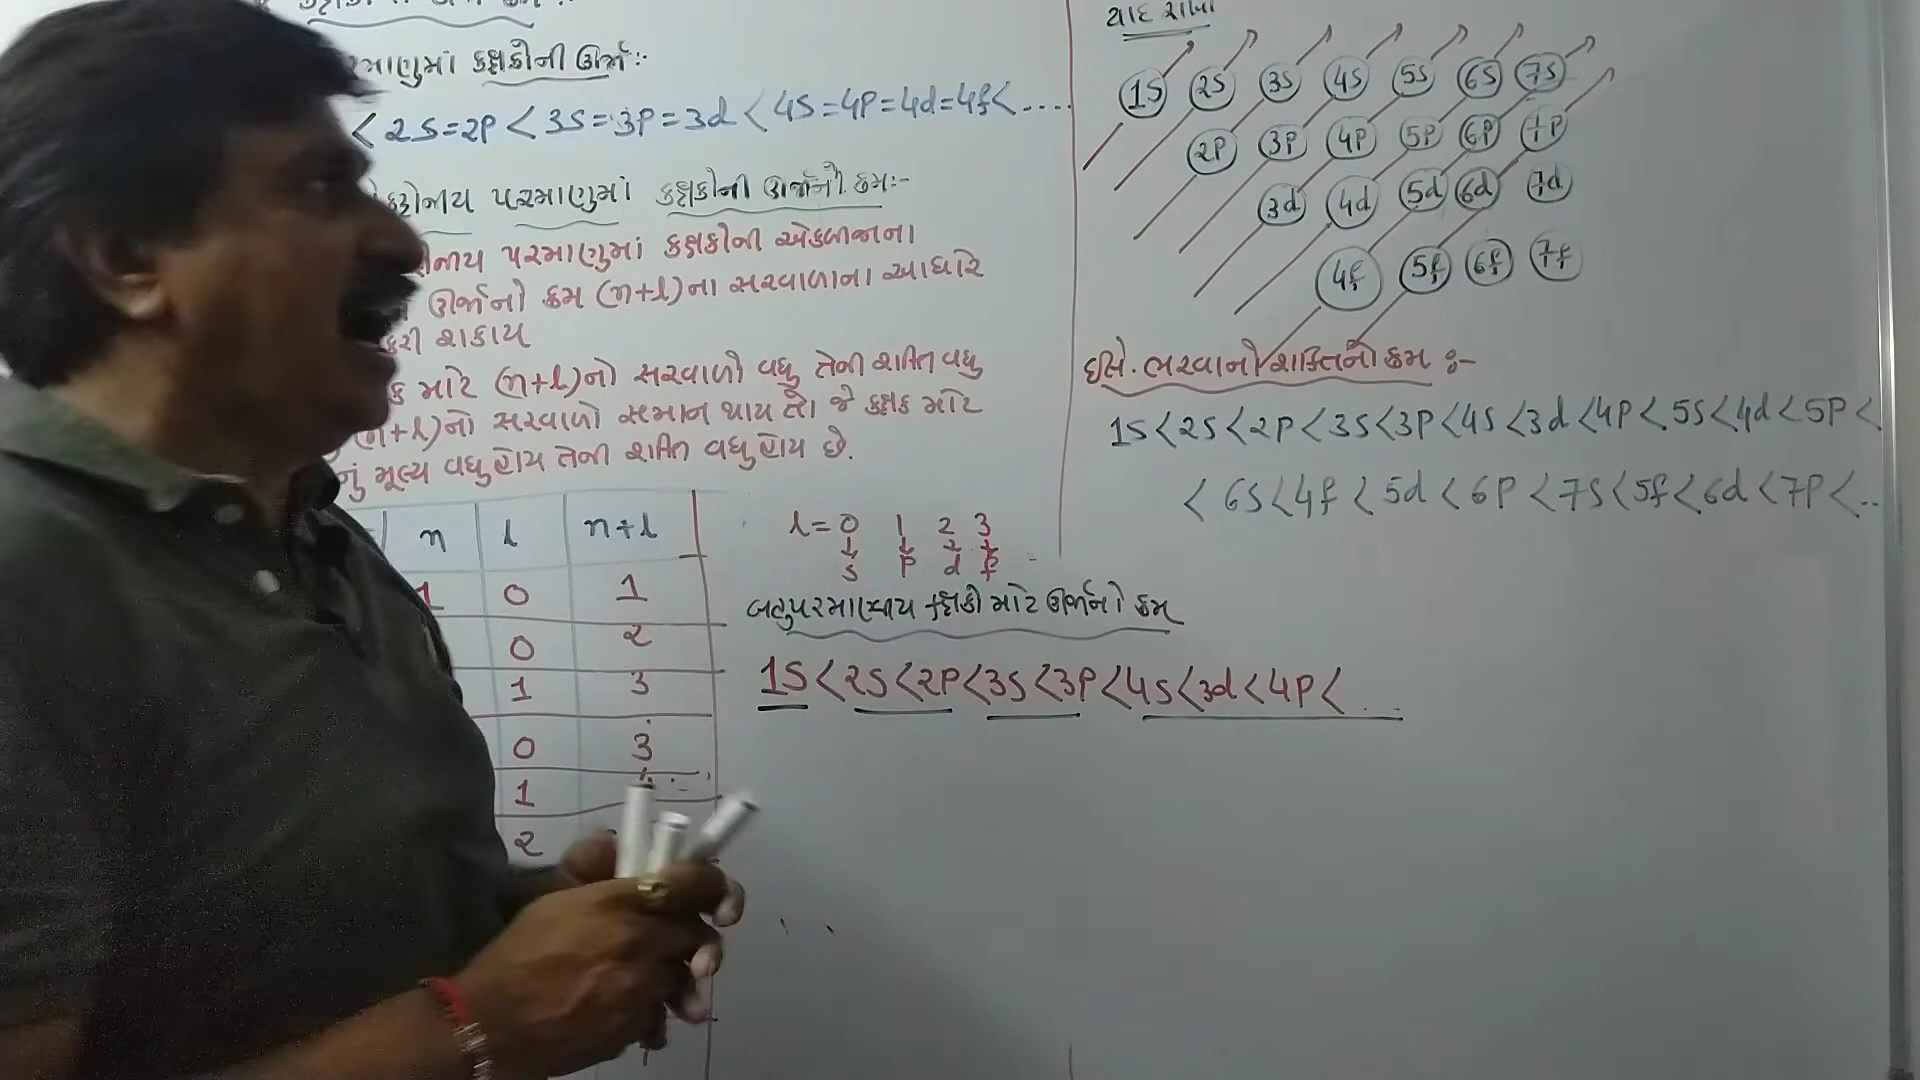 કક્ષકોની ઊર્જા :-
< 2S = 2P < 3S = 3P = 3d < 4S = 4P = 4d = 4f < ....
પરમાણુમાં કક્ષકોની ઊર્જાનો ક્રમ :-
પરમાણુમાં કક્ષકોની એકબીજાના
ઊર્જાનો ક્રમ (n+l) ના સરવાળાના આધારે
કરી શકાય
માટે (n+l) નો સરવાળો વધુ તેની શક્તિ વધુ
(n+l) નો સરવાળો સમાન થાય તો જે કક્ષક માટે
નું મૂલ્ય વધુ હોય તેની શક્તિ વધુ હોય છે.
n l n+l
1 0 1
0 2
1 3
0 3
1
2
l = 0 1 2 3
s p d f
કક્ષકો માટે ઊર્જાનો ક્રમ
1S < 2S < 2P < 3S < 3P < 4S < 3d < 4P < ...
યાદ રાખો
1S 2S 3S 4S 5S 6S 7S
2P 3P 4P 5P 6P 7P
3d 4d 5d 6d 7d
4f 5f 6f 7f
ઇલે. ભરવાનો શક્તિનો ક્રમ :-
1S < 2S < 2P < 3S < 3P < 4S < 3d < 4P < 5S < 4d < 5P <
< 6S < 4f < 5d < 6P < 7S < 5f < 6d < 7P < ..